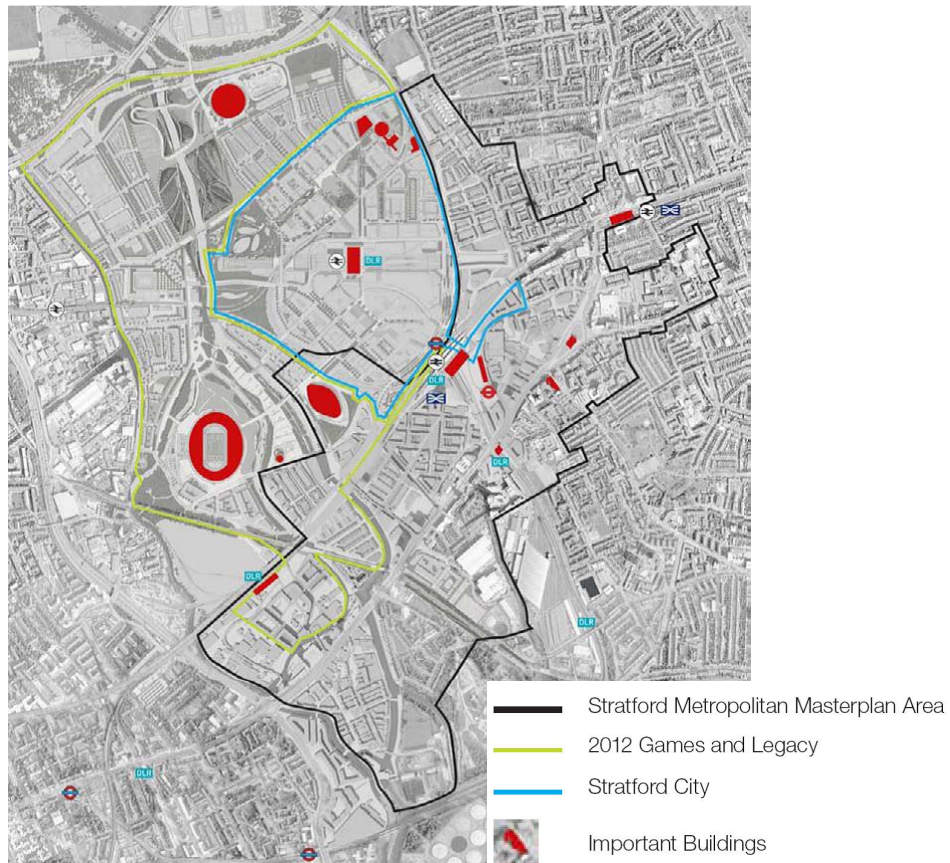 DLR
DLR
DLR
DLR
DLR
DLR
Stratford Metropolitan Masterplan Area
2012 Games and Legacy
Stratford City
Important Buildings